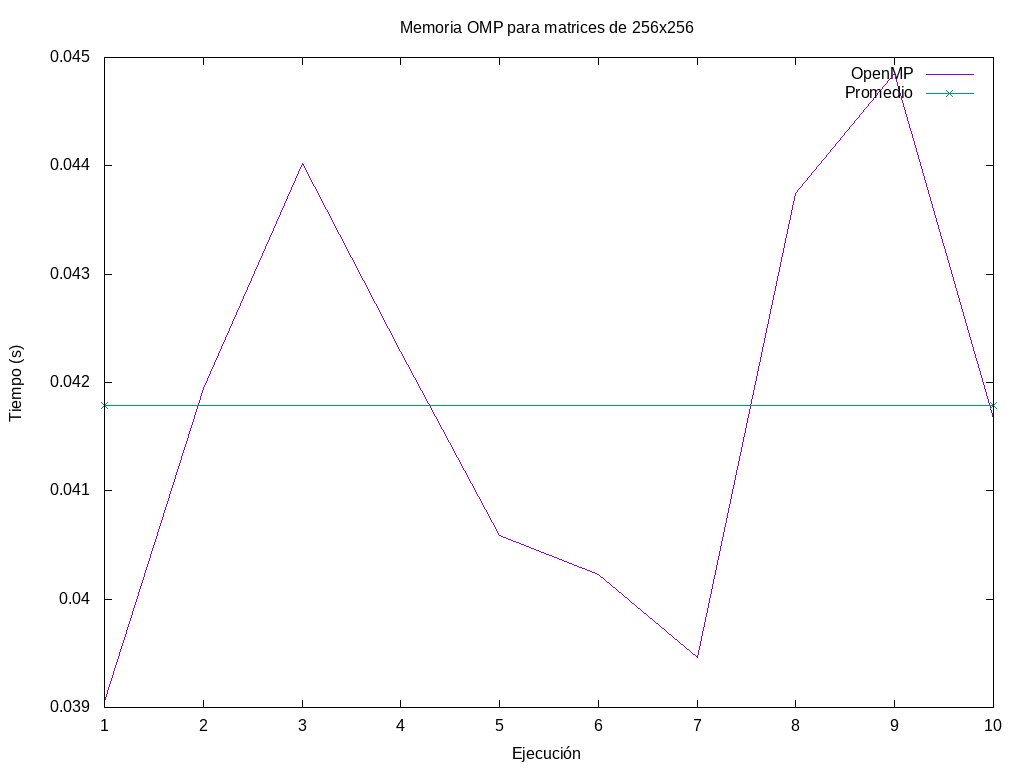 Memoria OMP para matrices de 256x256
0.045
0.044
0.043
0.042
0.041
0.04
0.039
Tiempo (s)
OpenMP
Promedio
1 2 3 4 5 6 7 8 9 10
Ejecución